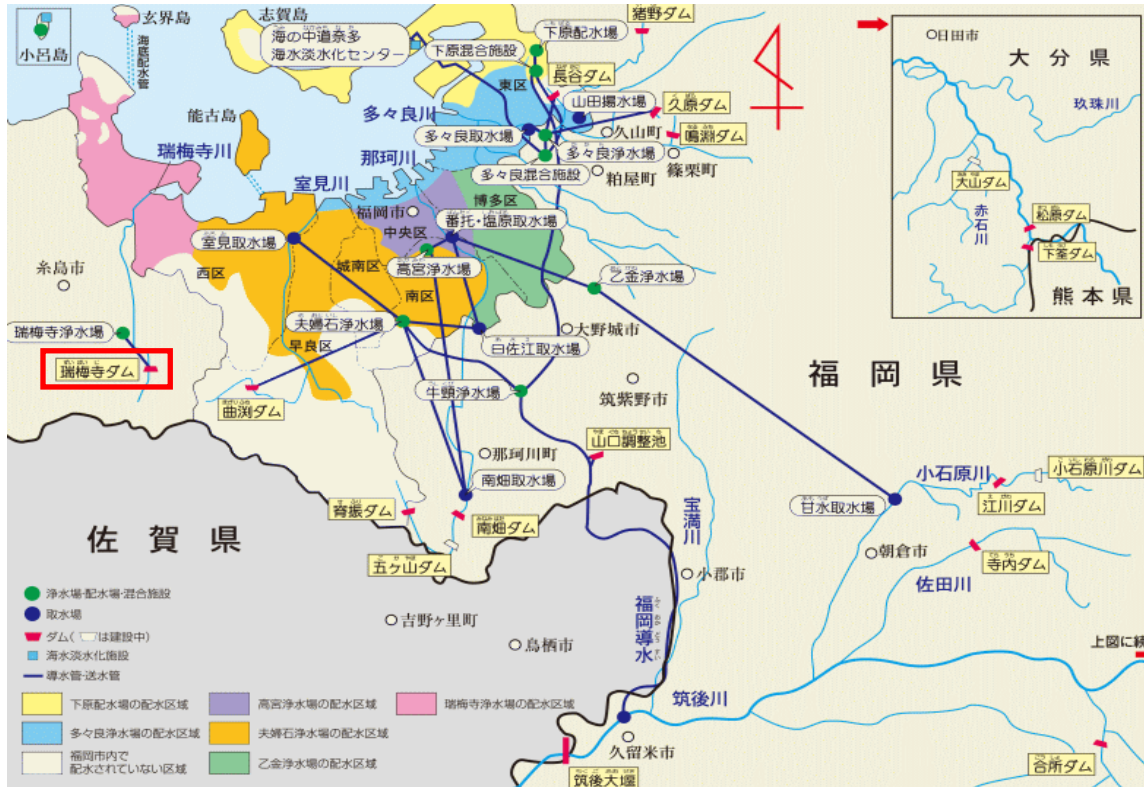 玄界島
志賀島
猪野ダム
海の中道奈多
海水淡水化センター
下原配水場
下原混合施設
小呂島
海底配水管
長谷ダム
東区
日田市
大分県
玖珠川
能古島
多々良川
山田揚水場
久原ダム
多々良取水場
久山町
鳴淵ダム
瑞梅寺川
那珂川
多々良浄水場
篠栗町
多々良混合施設
粕屋町
大山ダム
室見川
博多区
福岡市
赤石川
松原ダム
中央区
番托・塩原取水場
室見取水場
下筌ダム
糸島市
西区
城南区
高宮浄水場
乙金浄水場
南区
熊本県
瑞梅寺浄水場
夫婦石浄水場
大野城市
早良区
曰佐江取水場
瑞梅寺ダム
福岡県
筑紫野市
牛頸浄水場
曲渕ダム
山口調整池
那珂川町
小石原川
小石原川ダム
南畑取水場
甘水取水場
江川ダム
脊振ダム
南畑ダム
宝満川
佐賀県
朝倉市
寺内ダム
五ヶ山ダム
小郡市
佐田川
浄水場・配水場・混合施設
取水場
吉野ヶ里町
福岡導水
ダム( は建設中)
鳥栖市
海水淡水化施設
導水管・送水管
上図に続
下原配水場の配水区域
高宮浄水場の配水区域
瑞梅寺浄水場の配水区域
筑後川
多々良浄水場の配水区域
夫婦石浄水場の配水区域
久留米市
福岡市内で
配水されていない区域
乙金浄水場の配水区域
筑後大堰
合所ダム